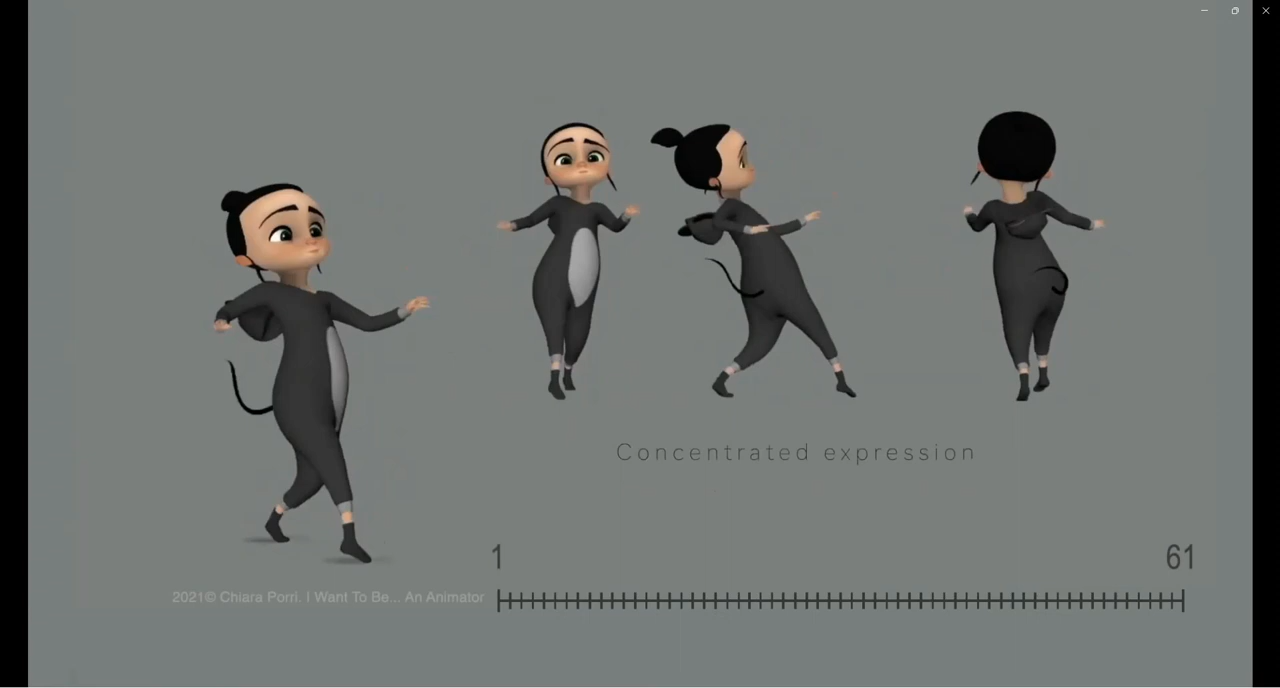 Concentrated expression
1
61
2021© Chiara Porri. I Want To Be... An Animator